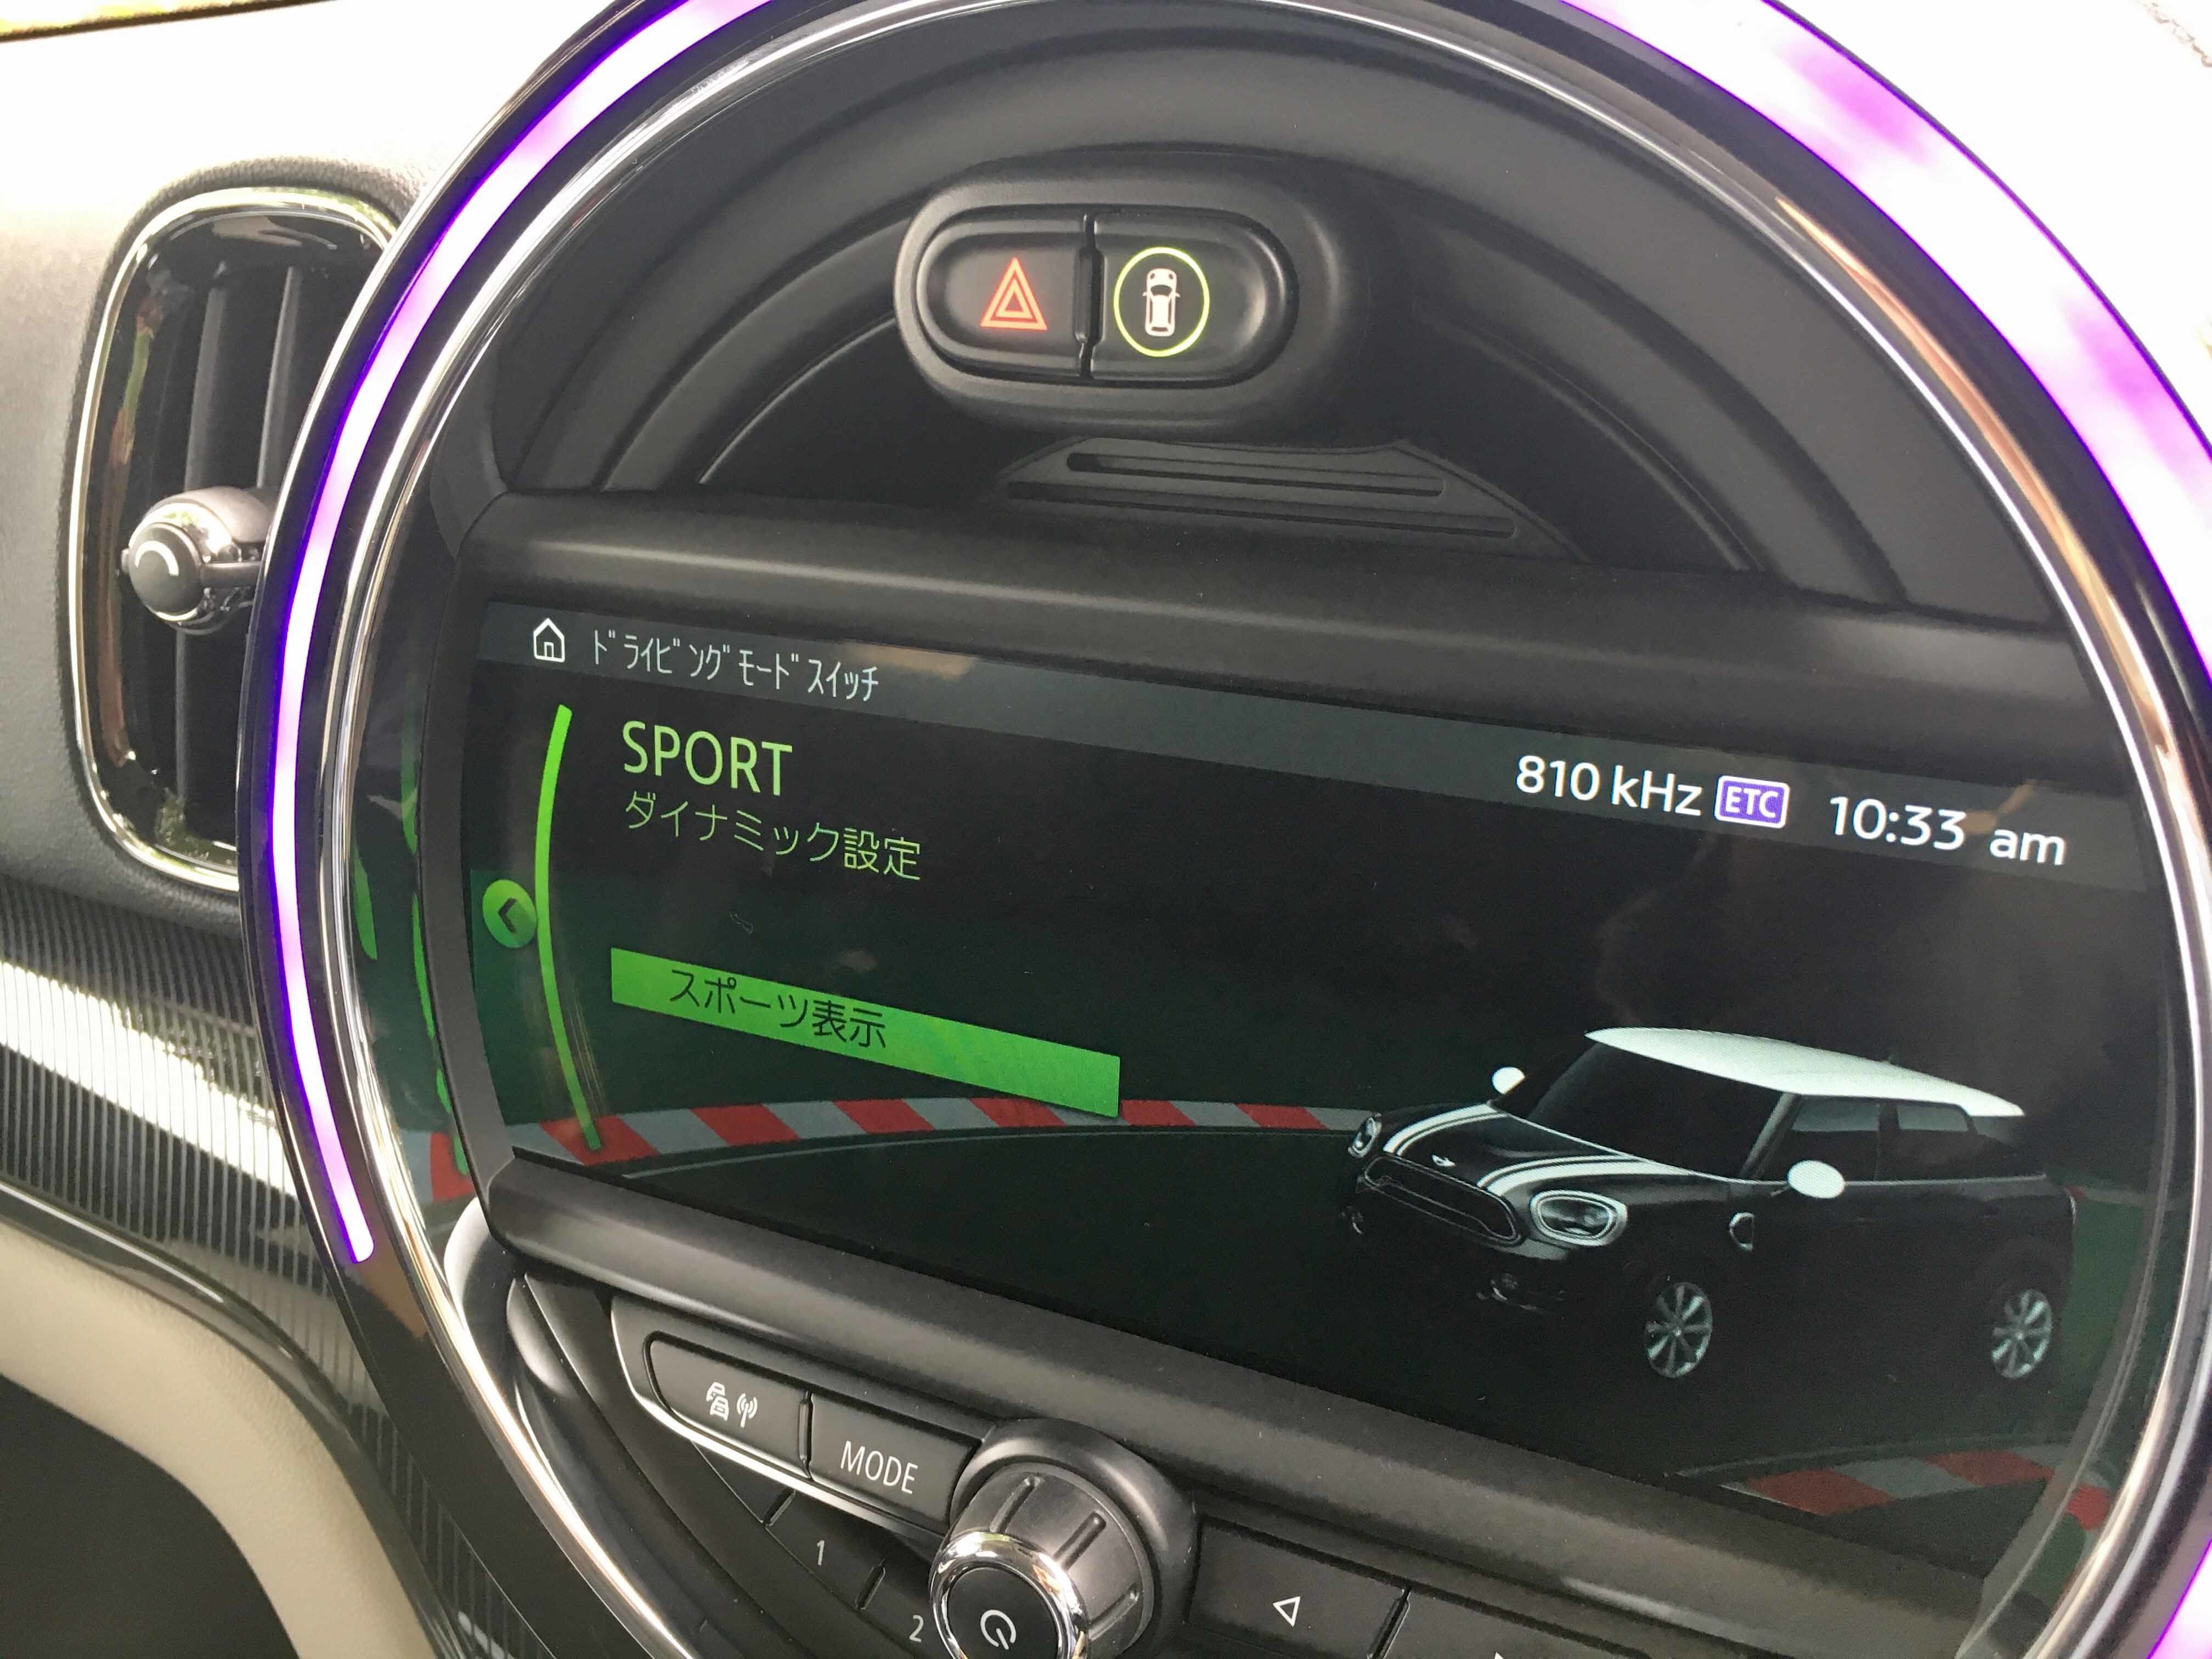 ﾄﾞﾗｲﾋﾞﾝｸﾞﾓｰﾄﾞｽｲｯﾁ
810 kHz ETC 10:33 am
SPORT
ダイナミック設定
スポーツ表示
MODE
1
2